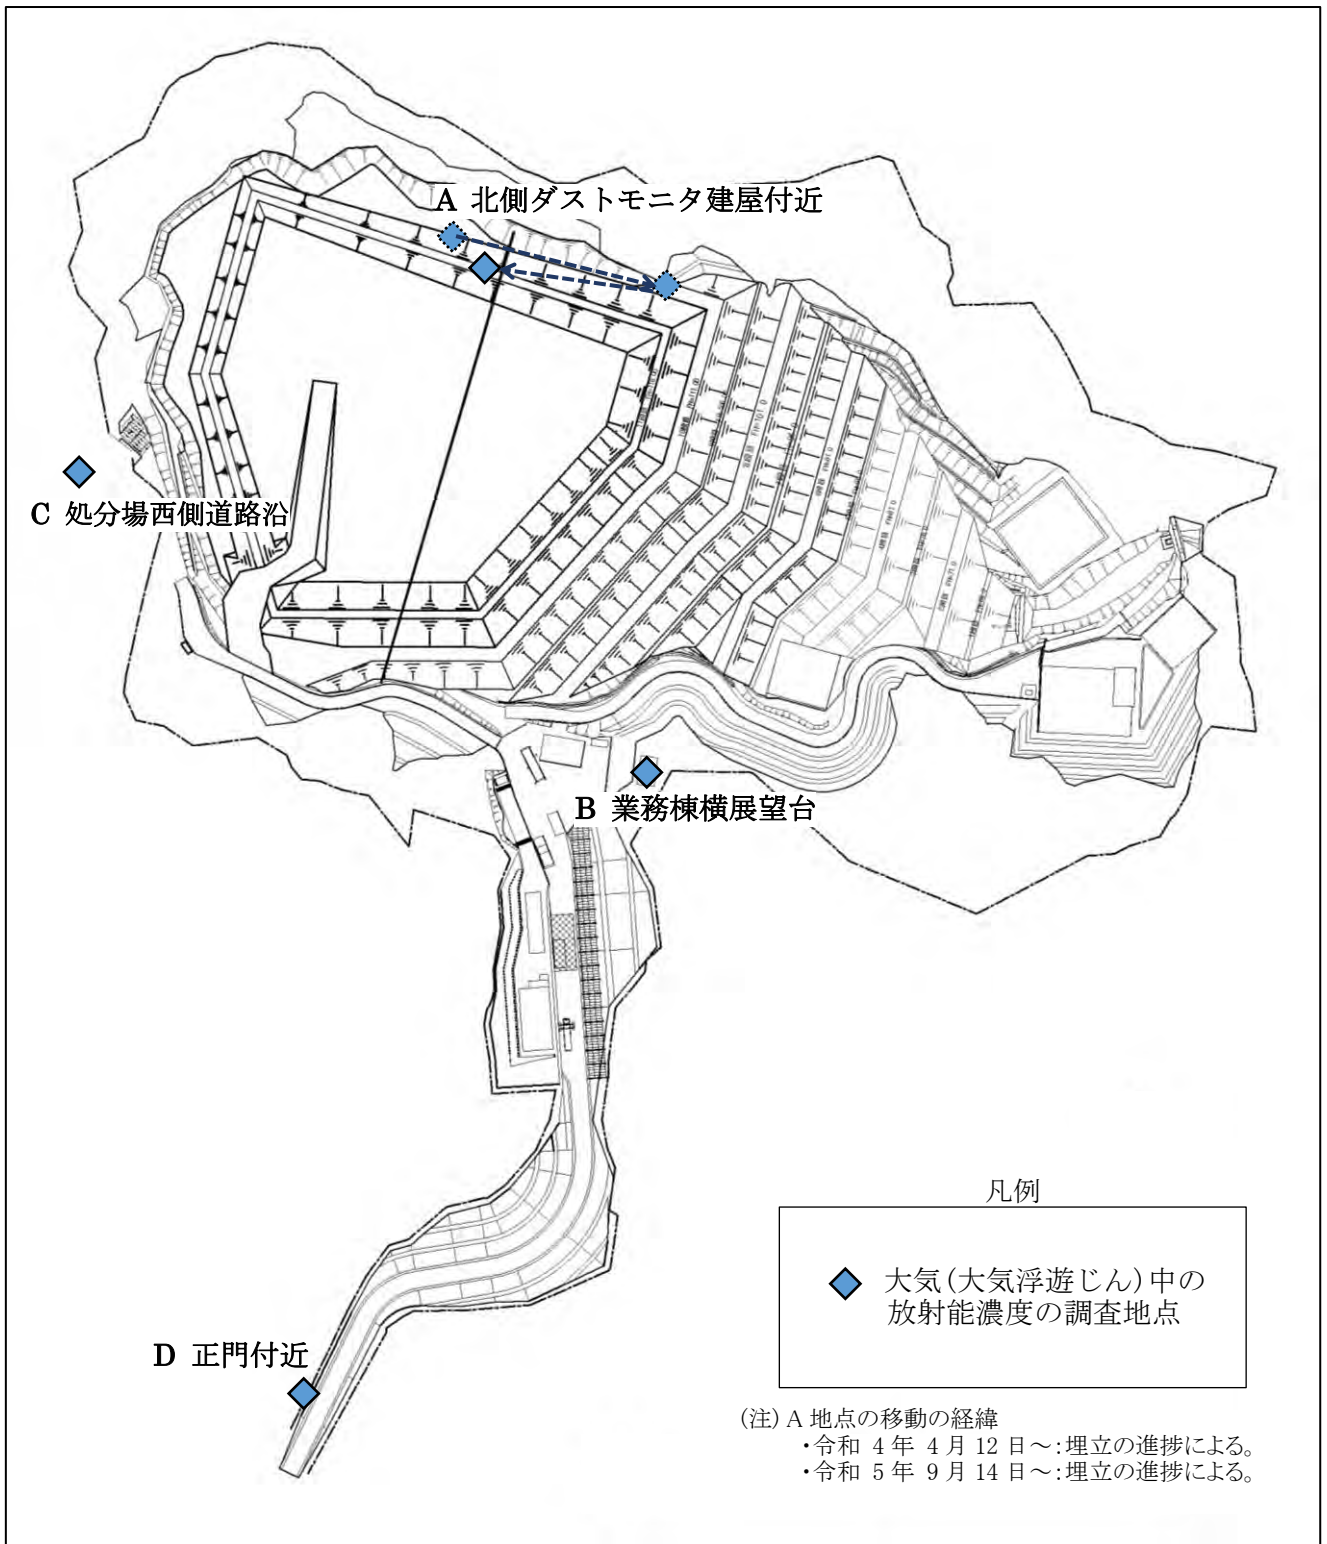 A 北側ダストモニタ建屋付近
C 処分場西側道路沿
B 業務棟横展望台
D 正門付近
凡例
大気(大気浮遊じん)中の
放射能濃度の調査地点
(注) A 地点の移動の経緯
・令和 4 年 4 月 12 日～:埋立の進捗による。
・令和 5 年 9 月 14 日～:埋立の進捗による。